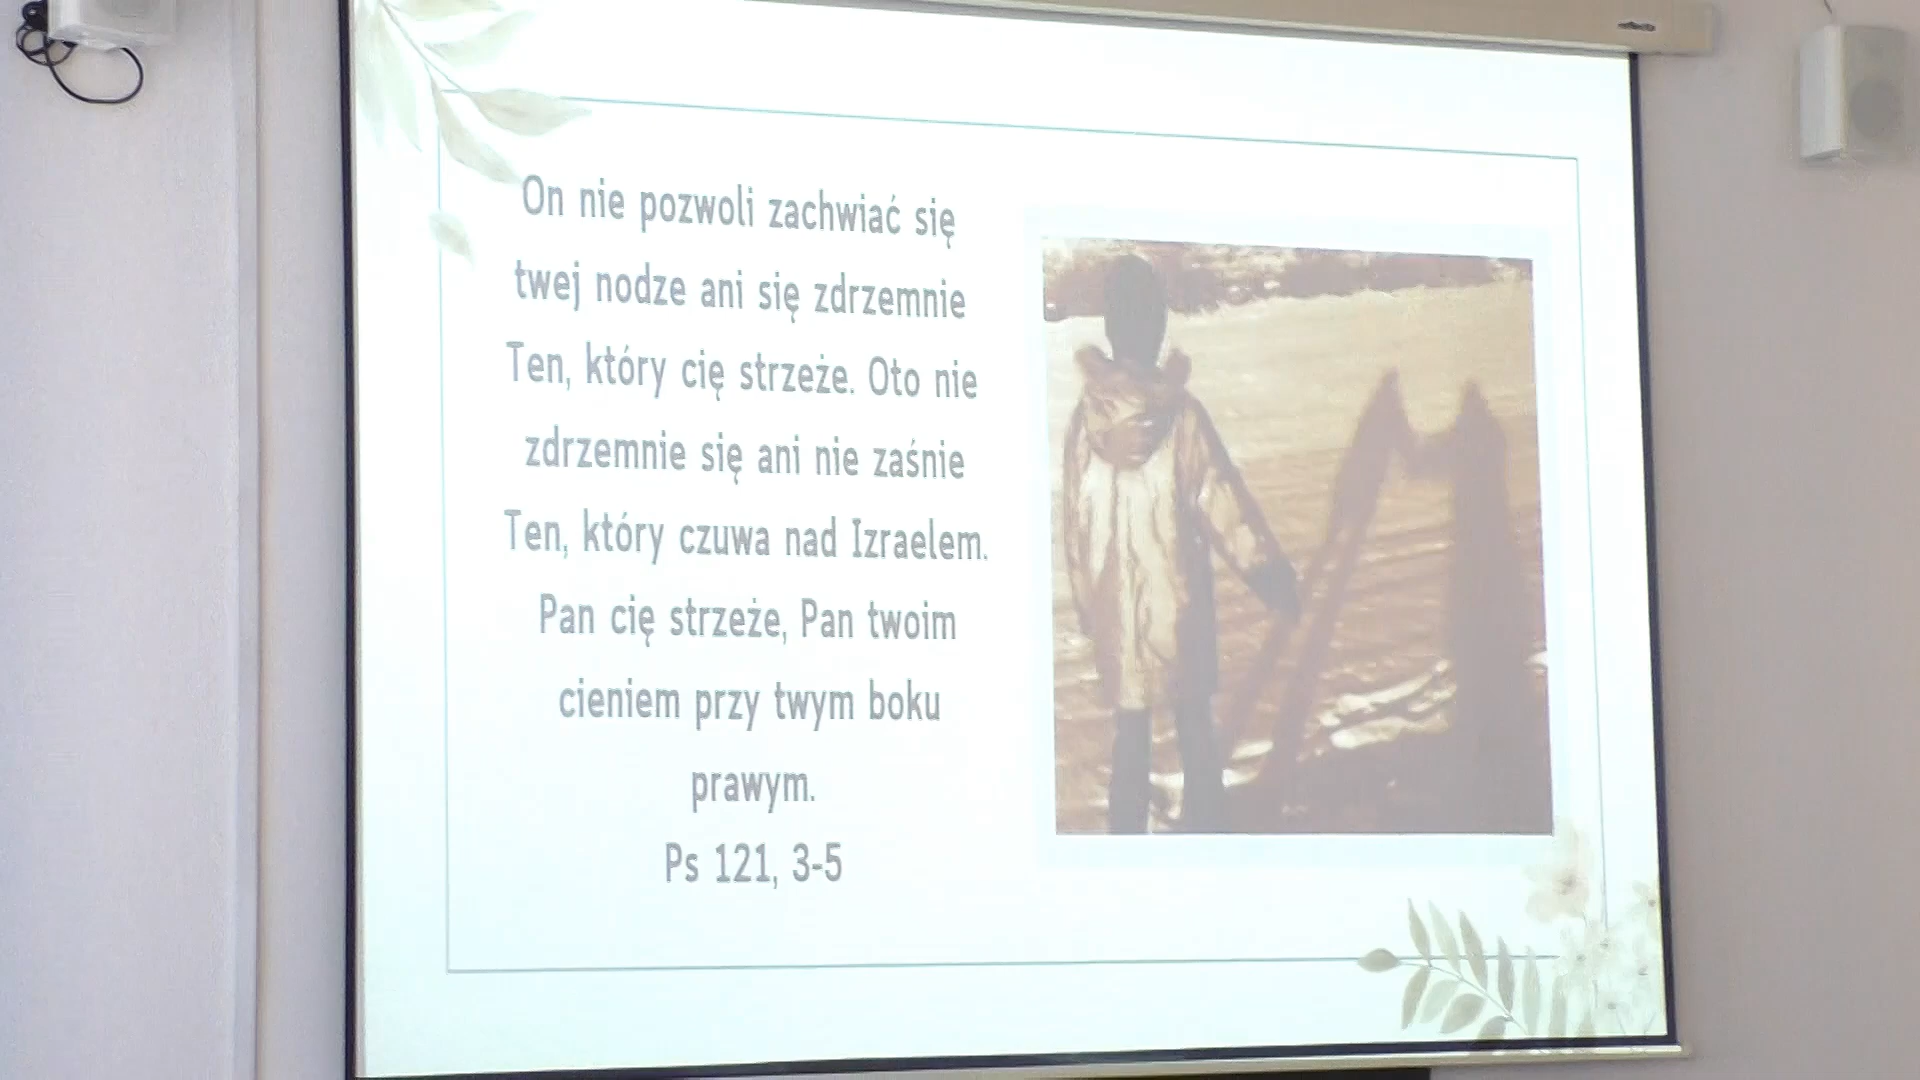 On nie pozwoli zachwiać się
twej nodze ani się zdrzemnie
Ten, który cię strzeże. Oto nie
zdrzemnie się ani nie zaśnie
Ten, który czuwa nad Izraelem.
Pan cię strzeże, Pan twoim
cieniem przy twym boku
prawym.
Ps 121, 3-5